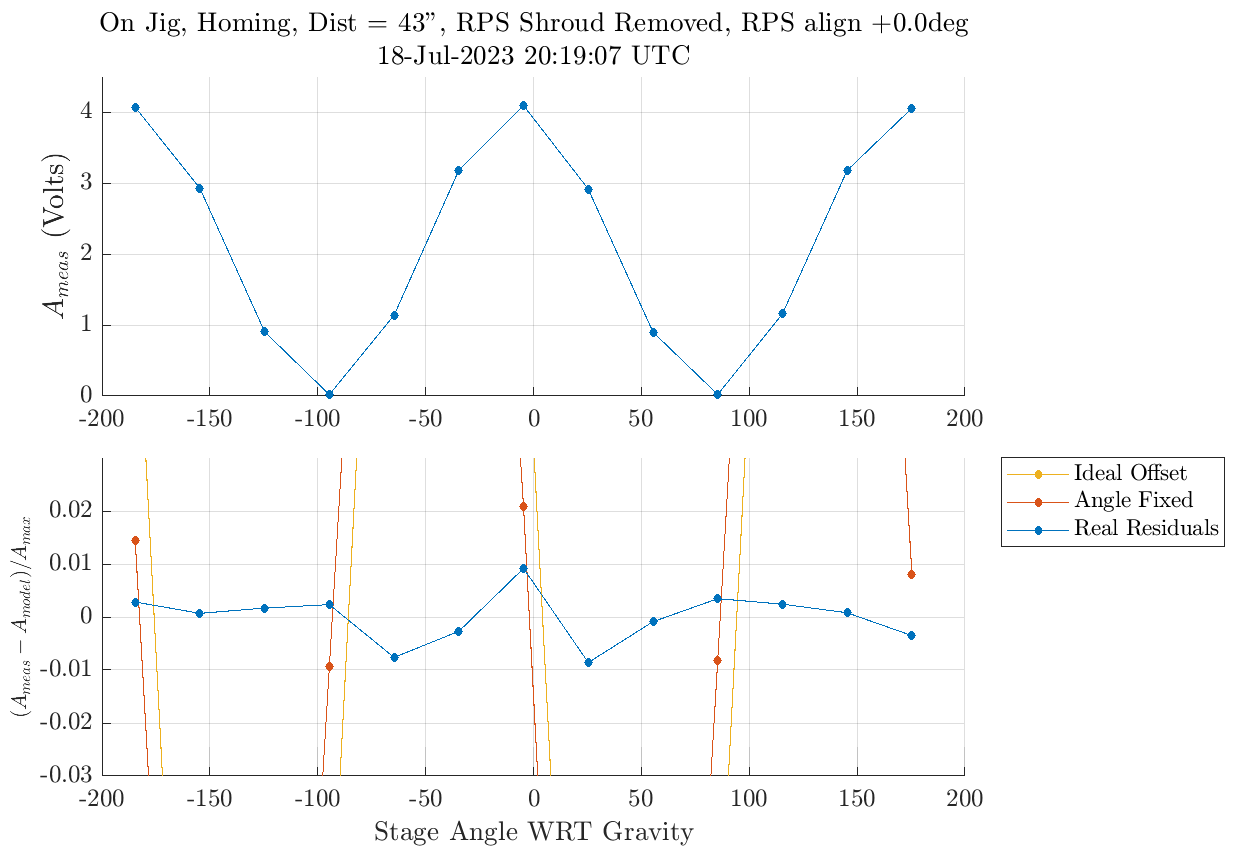 On Jig, Homing, Dist = 43”, RPS Shroud Removed, RPS align +0.0deg
18-Jul-2023 20:19:07 UTC
A_meas (Volts)
4
3
2
1
0
-200 -150 -100 -50 0 50 100 150 200
(A_meas − A_model)/A_max
0.02
0.01
0
-0.01
-0.02
-0.03
-200 -150 -100 -50 0 50 100 150 200
Stage Angle WRT Gravity
Ideal Offset
Angle Fixed
Real Residuals